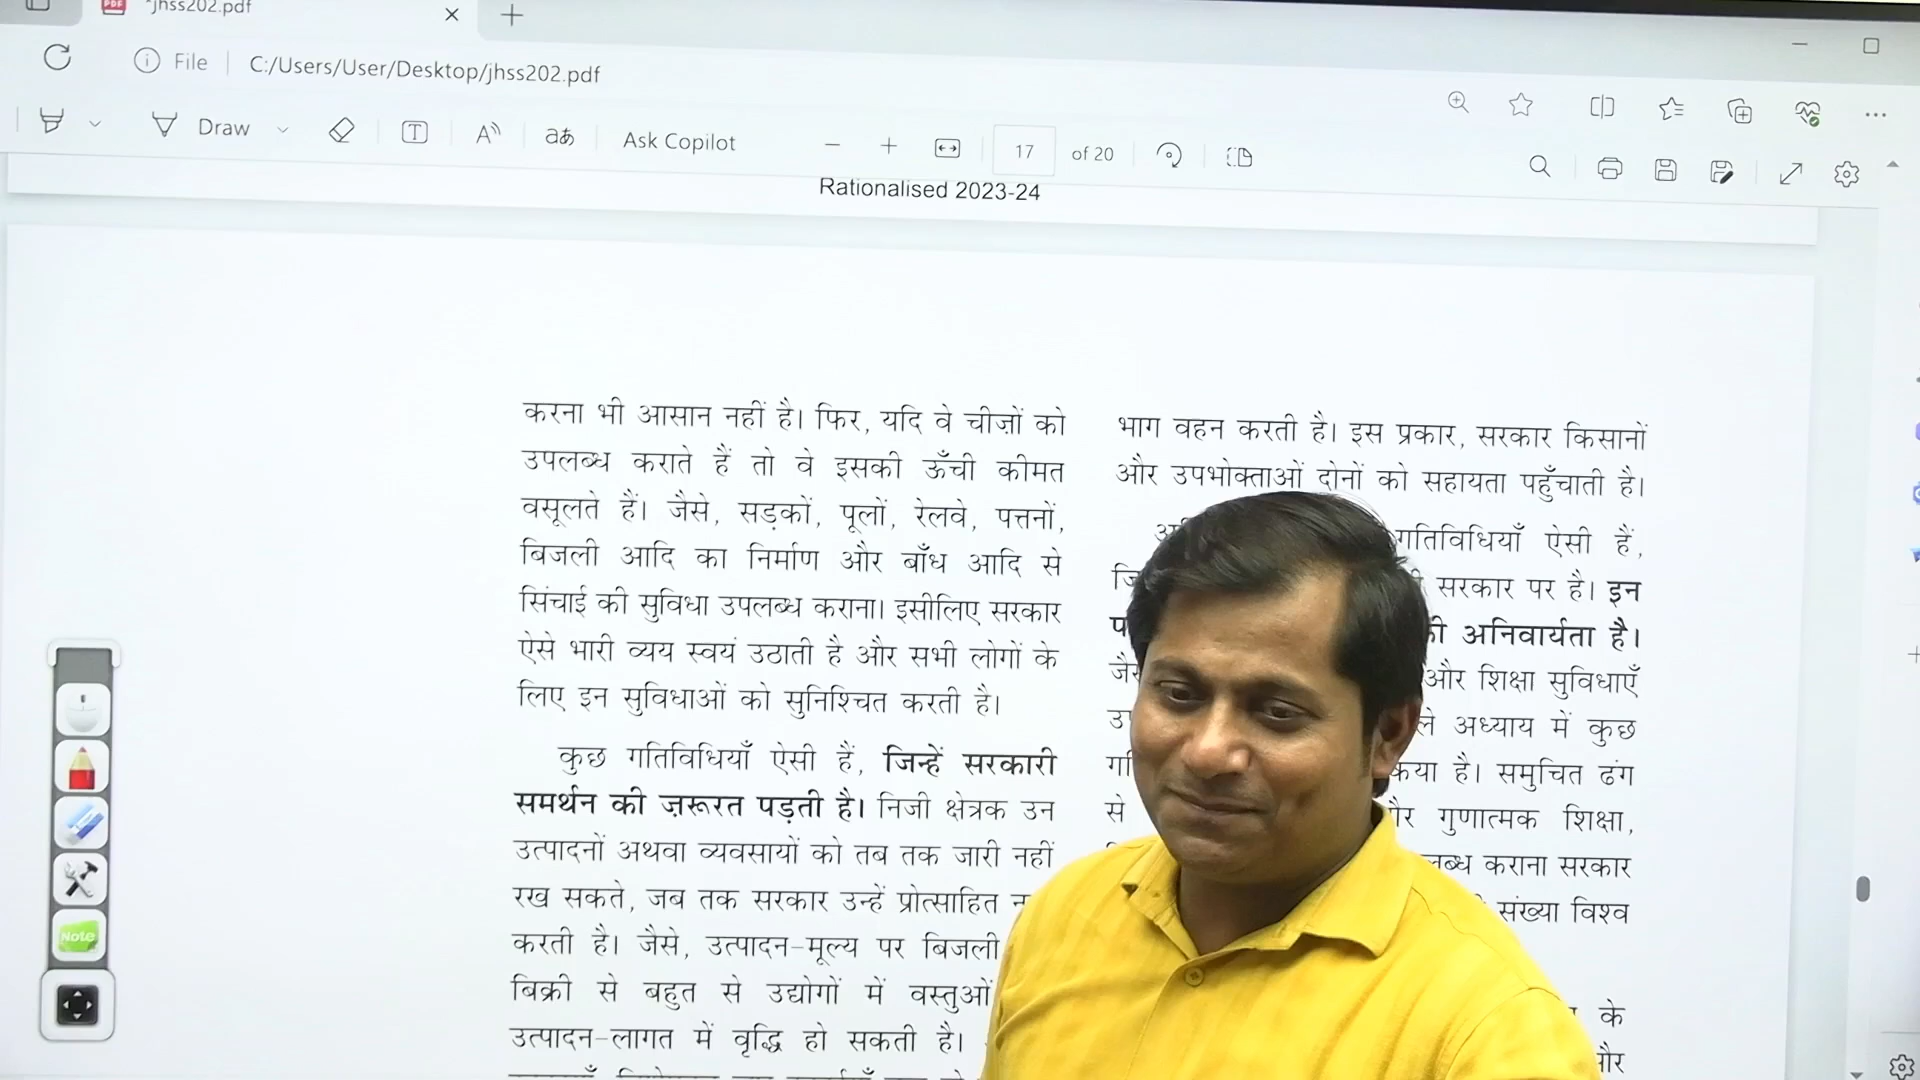 jhss202.pdf
File C:/Users/User/Desktop/jhss202.pdf
Draw T A aあ Ask Copilot 17 of 20
Rationalised 2023-24
करना भी आसान नहीं है। फिर, यदि वे चीज़ों को
उपलब्ध कराते हैं तो वे इसकी ऊँची कीमत
वसूलते हैं। जैसे, सड़कों, पूलों, रेलवे, पत्तनों,
बिजली आदि का निर्माण और बाँध आदि से
सिंचाई की सुविधा उपलब्ध कराना। इसीलिए सरकार
ऐसे भारी व्यय स्वयं उठाती है और सभी लोगों के
लिए इन सुविधाओं को सुनिश्चित करती है।
कुछ गतिविधियाँ ऐसी हैं, जिन्हें सरकारी
समर्थन की ज़रूरत पड़ती है। निजी क्षेत्रक उन
उत्पादनों अथवा व्यवसायों को तब तक जारी नहीं
रख सकते, जब तक सरकार उन्हें प्रोत्साहित
करती है। जैसे, उत्पादन-मूल्य पर बिजली
बिक्री से बहुत से उद्योगों में वस्तुओं
उत्पादन-लागत में वृद्धि हो सकती है।
भाग वहन करती है। इस प्रकार, सरकार किसानों
और उपभोक्ताओं दोनों को सहायता पहुँचाती है।
गतिविधियाँ ऐसी हैं,
सरकार पर है। इन
की अनिवार्यता है।
और शिक्षा सुविधाएँ
अध्याय में कुछ
किया है। समुचित ढंग
से और गुणात्मक शिक्षा,
कराना सरकार
संख्या विश्व
के
और
Note